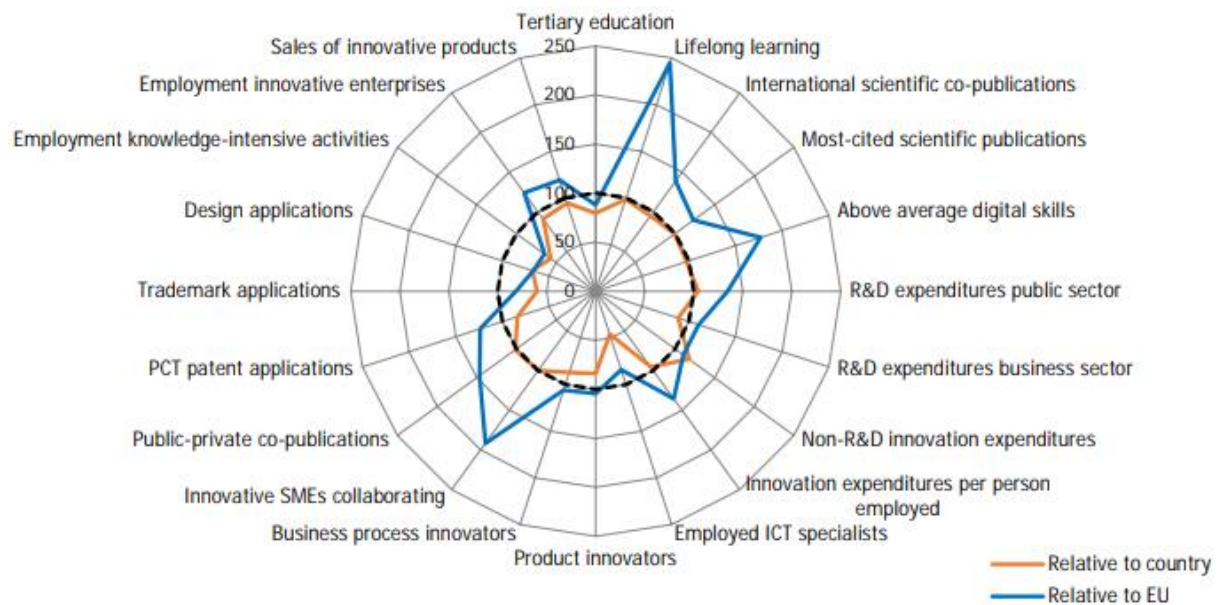 Tertiary education
Sales of innovative products
250
Lifelong learning
Employment innovative enterprises
200
International scientific co-publications
Employment knowledge-intensive activities
150
Most-cited scientific publications
Design applications
100
Above average digital skills
50
Trademark applications
0
R&D expenditures public sector
PCT patent applications
R&D expenditures business sector
Public-private co-publications
Non-R&D innovation expenditures
Innovative SMEs collaborating
Innovation expenditures per person
employed
Business process innovators
Employed ICT specialists
Product innovators
Relative to country
Relative to EU